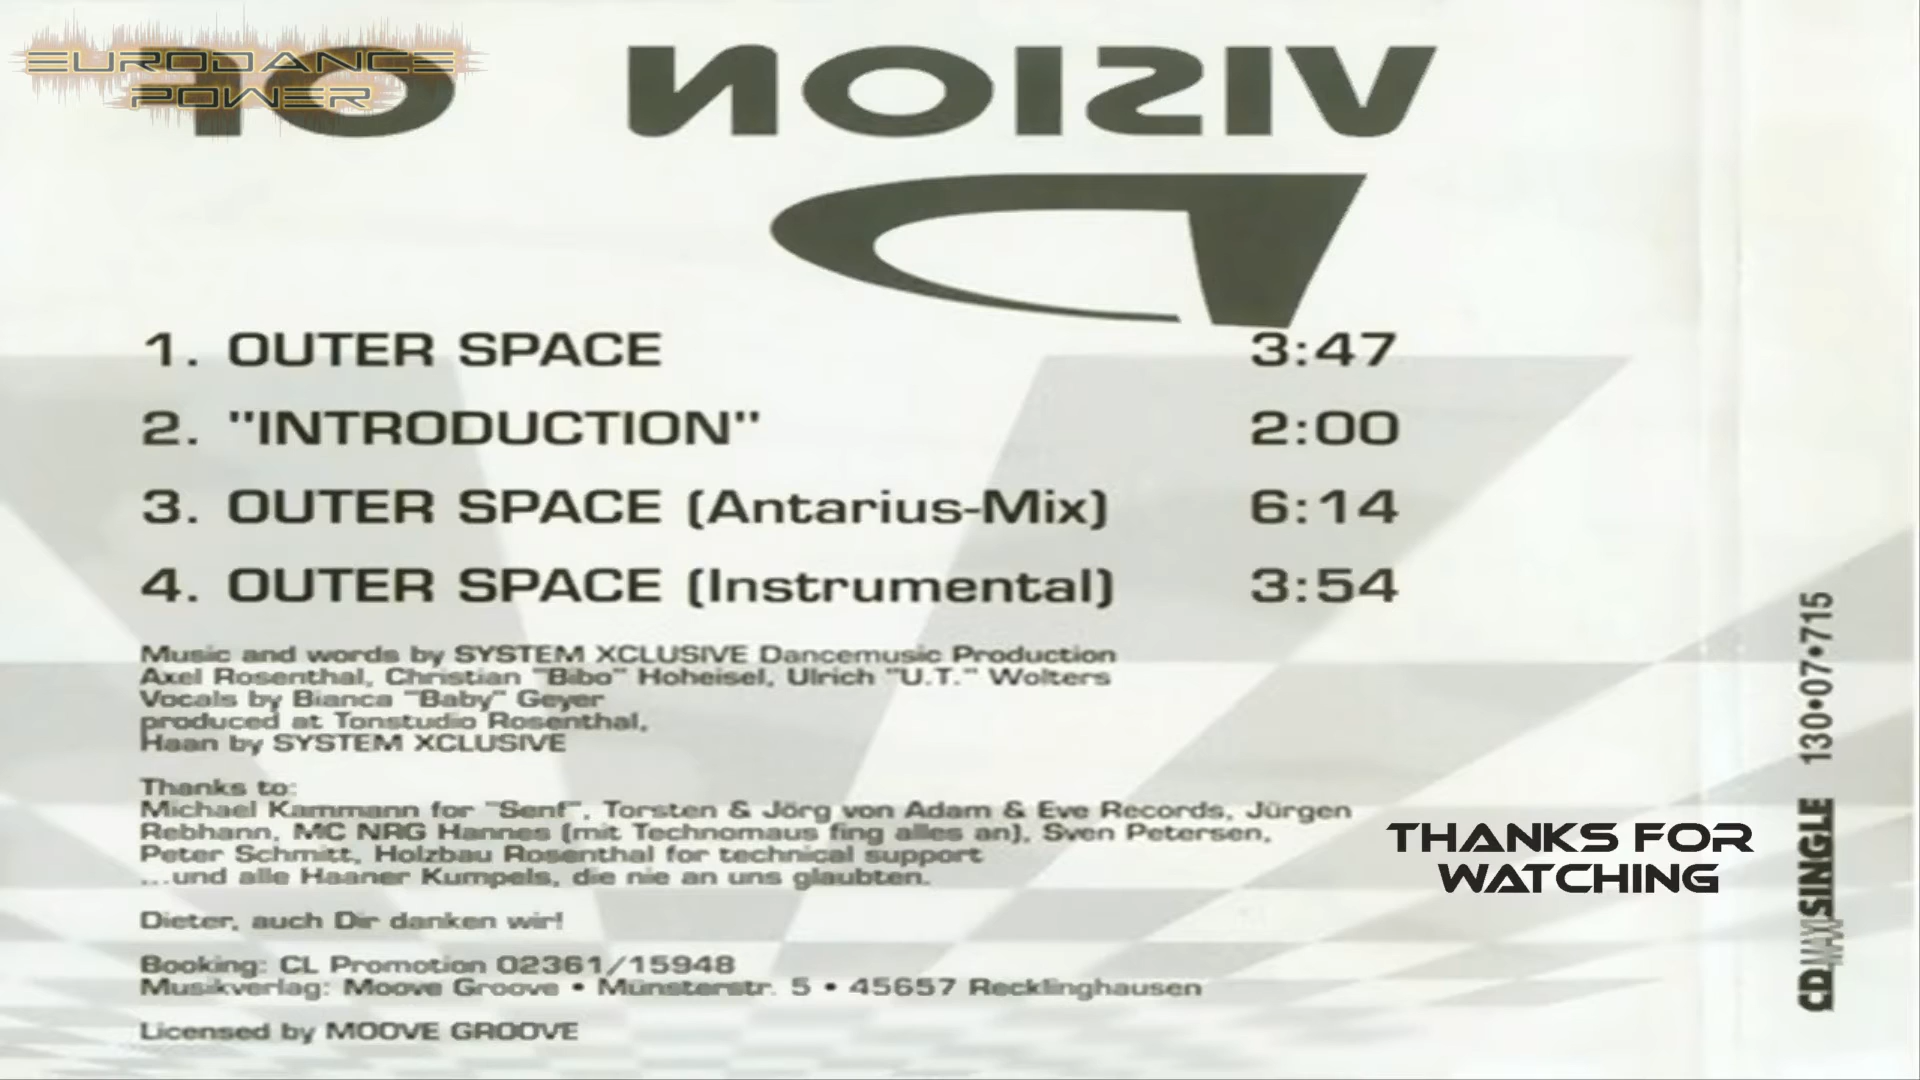 EURODANCE
POWER
VISION OF
D
1. OUTER SPACE 3:47
2. "INTRODUCTION" 2:00
3. OUTER SPACE (Antarius-Mix) 6:14
4. OUTER SPACE (Instrumental) 3:54
Music and words by SYSTEM XCLUSIVE Dancemusic Production
Axel Rosenthal, Christian "Bibo" Hoheisel, Ulrich "U.T." Wolters
Vocals by Bianca "Baby" Geyer
produced at Tonstudio Rosenthal,
Haan by SYSTEM XCLUSIVE
Thanks to:
Michael Kammann for "Senf", Torsten & Jörg von Adam & Eve Records, Jürgen
Rebhann, MC NRG Hannes (mit Technomaus fing alles an), Sven Petersen,
Peter Schmitt, Holzbau Rosenthal for technical support
...und alle Haaner Kumpels, die nie an uns glaubten.
Dieter, auch Dir danken wir!
Booking: CL Promotion 02361/15948
Musikverlag: Moove Groove • Münsterstr. 5 • 45657 Recklinghausen
Licensed by MOOVE GROOVE
THANKS FOR
WATCHING
CD MAXI SINGLE 130•07•715